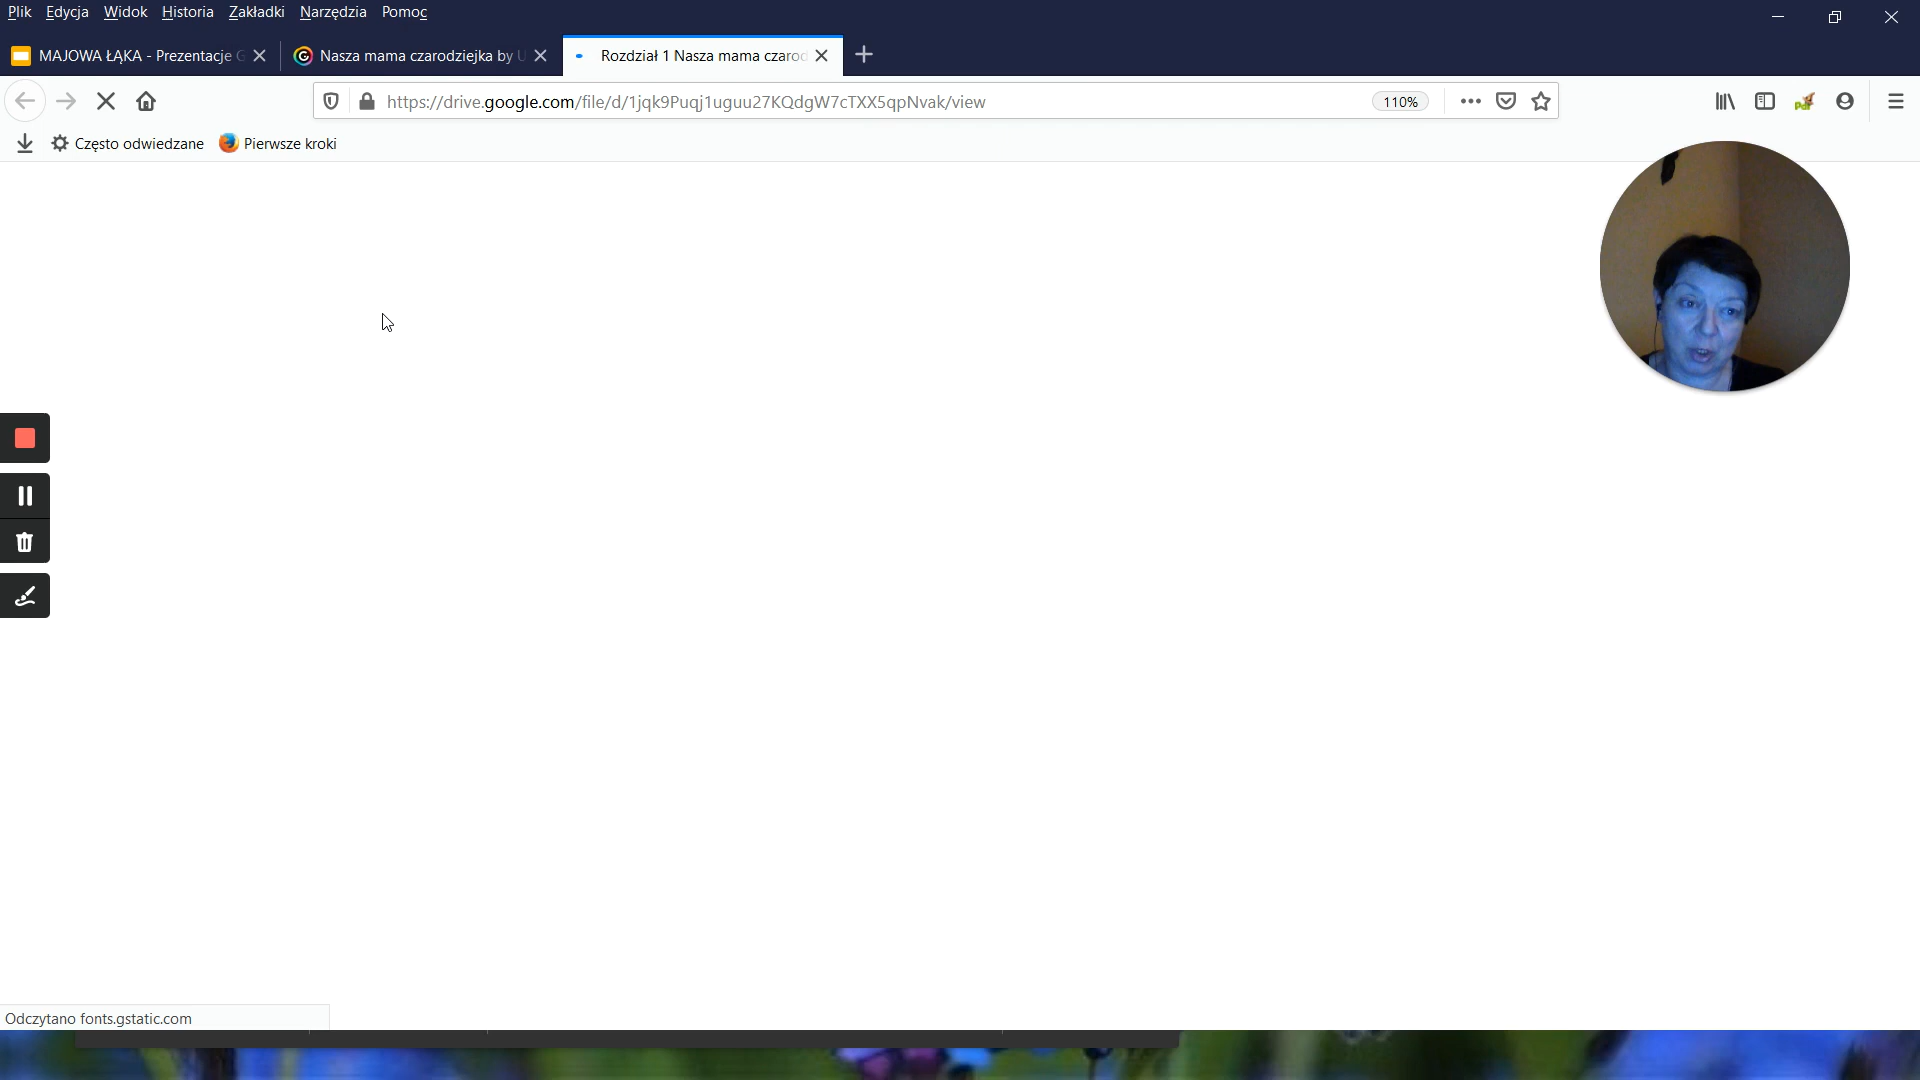 Plik Edycja Widok Historia Zakładki Narzędzia Pomoc
MAJOWA ŁĄKA - Prezentacje G Nasza mama czarodziejka by U Rozdział 1 Nasza mama czarod
https://drive.google.com/file/d/1jqk9Puqj1uguu27KQdgW7cTXX5qpNvak/view 110%
Często odwiedzane Pierwsze kroki
Odczytano fonts.gstatic.com